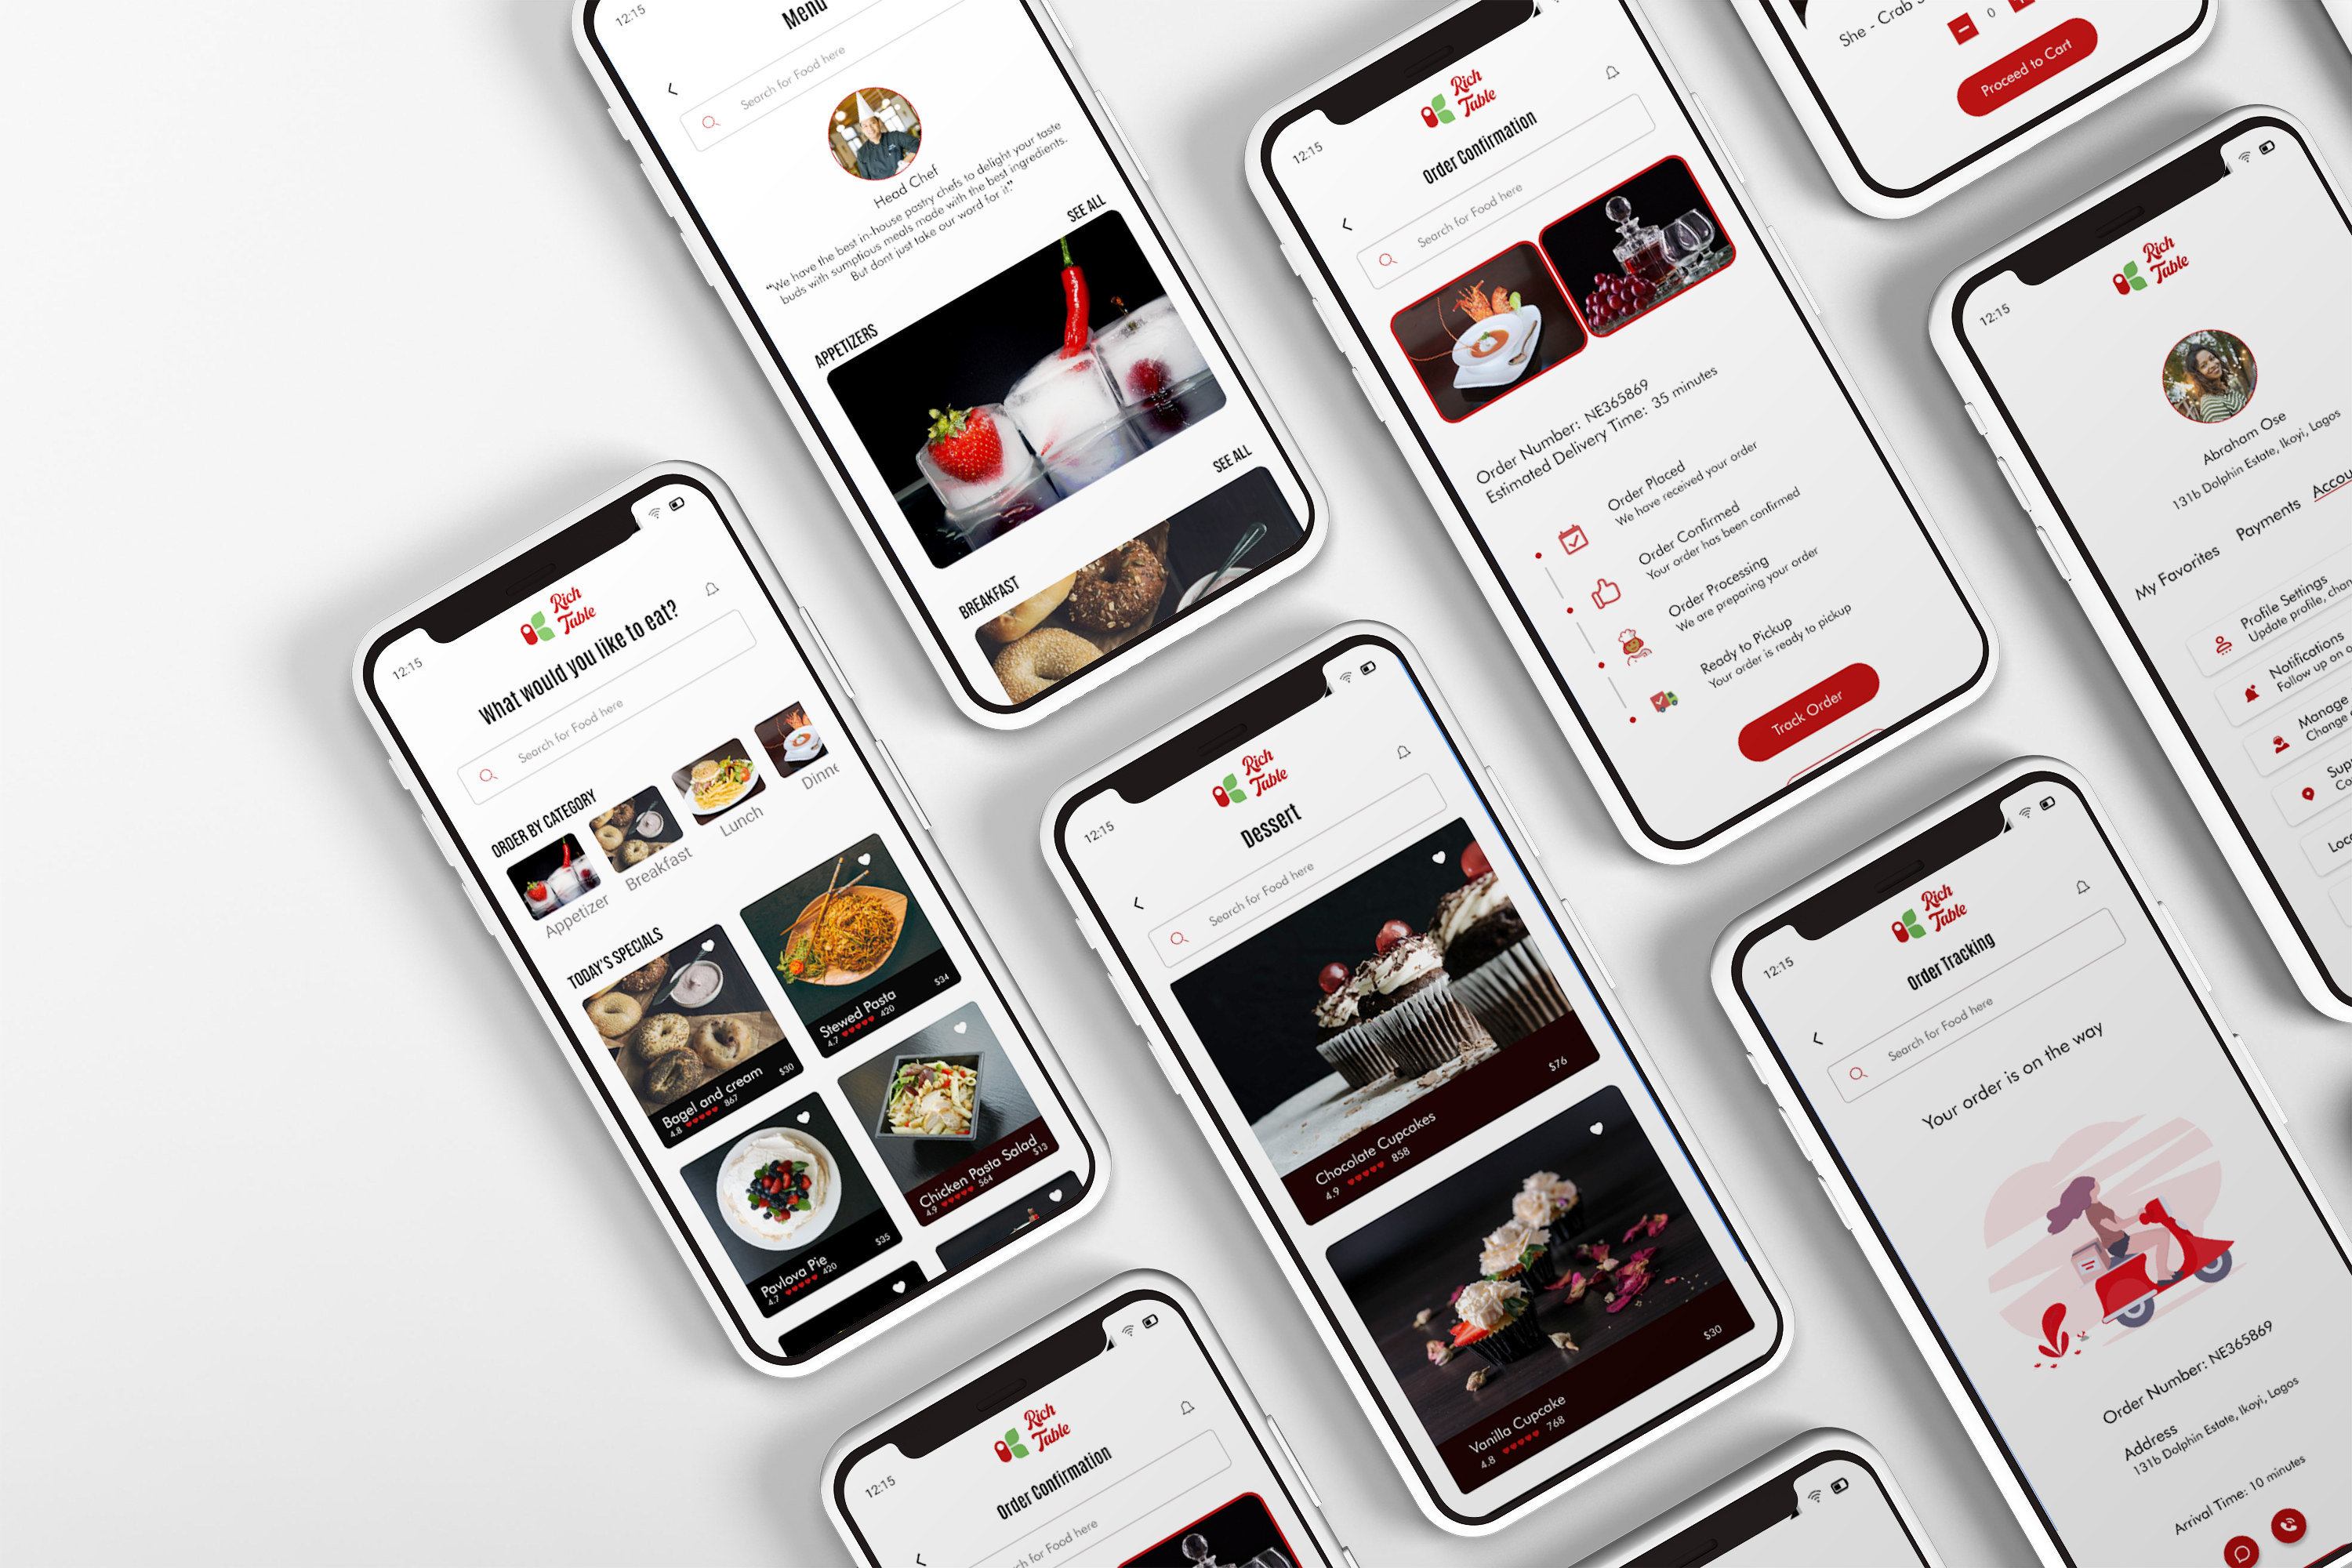 12:15
Menu
Search for Food here
Head Chef
“We have the best in-house pastry chefs to delight your taste
buds with sumptious meals made with the best ingredients.
But dont just take our word for it.”
APPETIZERS
SEE ALL
BREAKFAST
SEE ALL
12:15
Rich
Table
Order Confirmation
Search for Food here
Order Number: NE365869
Estimated Delivery Time: 35 minutes
Order Placed
We have received your order
Order Confirmed
Your order has been confirmed
Order Processing
We are preparing your order
Ready to Pickup
Your order is ready to pickup
Track Order
She - Crab
0
Proceed to Cart
12:15
Rich
Table
Abraham Ose
131b Dolphin Estate, Ikoyi, Lagos
My Favorites Payments
Profile Settings
Update profile,
Notifications
Follow up on
Manage
Change
12:15
Rich
Table
What would you like to eat?
Search for Food here
ORDER BY CATEGORY
Appetizer
Breakfast
Lunch
TODAY'S SPECIALS
Bagel and cream
4.8 867
$30
Stewed Pasta
4.7 420
$34
Pavlova Pie
4.7 420
$35
Chicken Pasta Salad
4.9 564
$13
12:15
Rich
Table
Dessert
Search for Food here
Chocolate Cupcakes
4.9 858
$76
Vanilla Cupcake
4.8 768
$30
12:15
Rich
Table
Order Tracking
Search for Food here
Your order is on the way
Order Number: NE365869
Address
131b Dolphin Estate, Ikoyi, Lagos
Arrival Time: 10 minutes
12:15
Rich
Table
Order Confirmation
for Food here